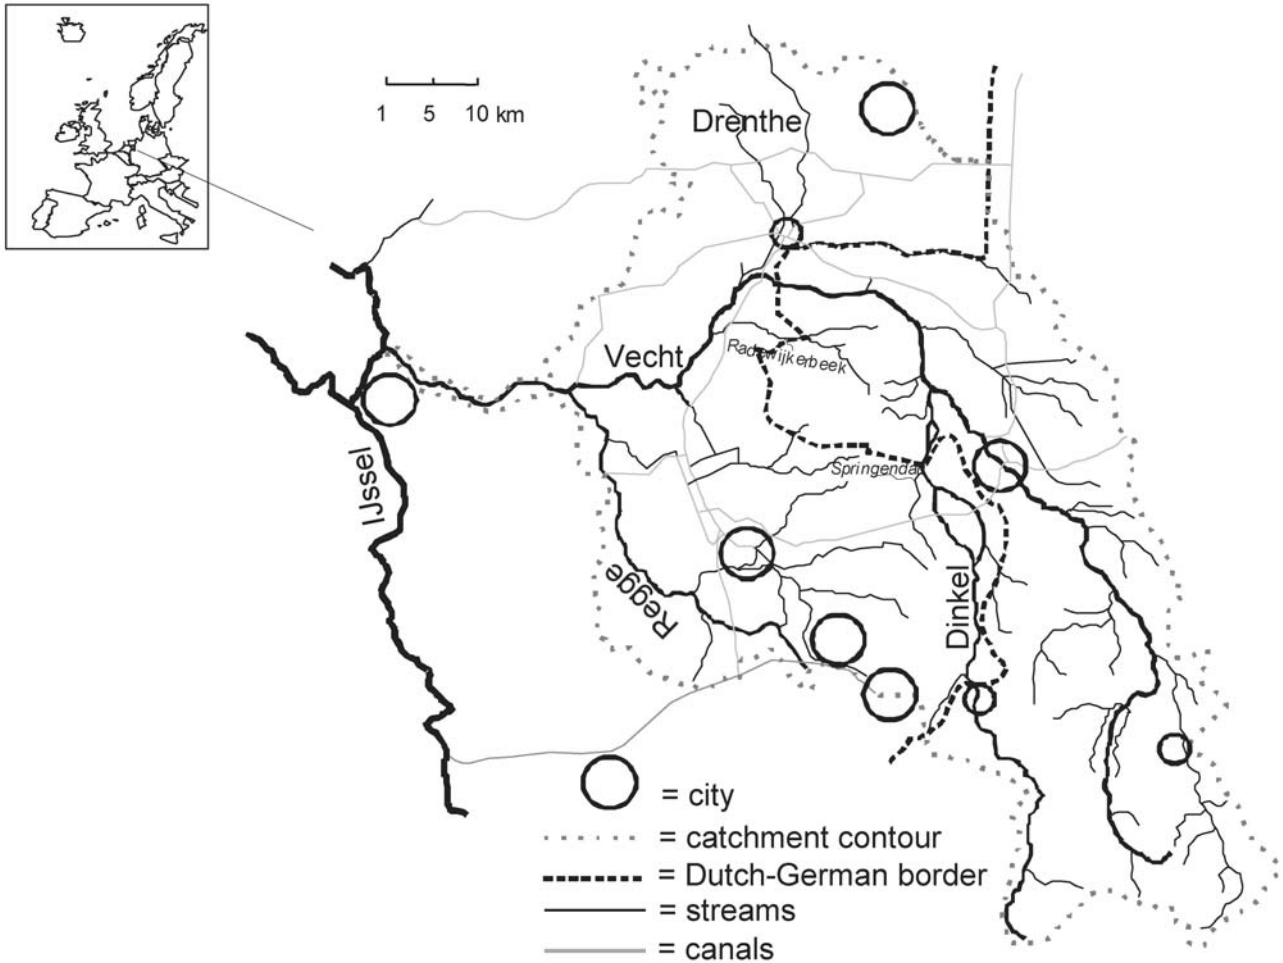 1 5 10 km
Drenthe
Vecht
Radewijkerbeek
Springendal
IJssel
Regge
Dinkel
= city
= catchment contour
= Dutch-German border
= streams
= canals